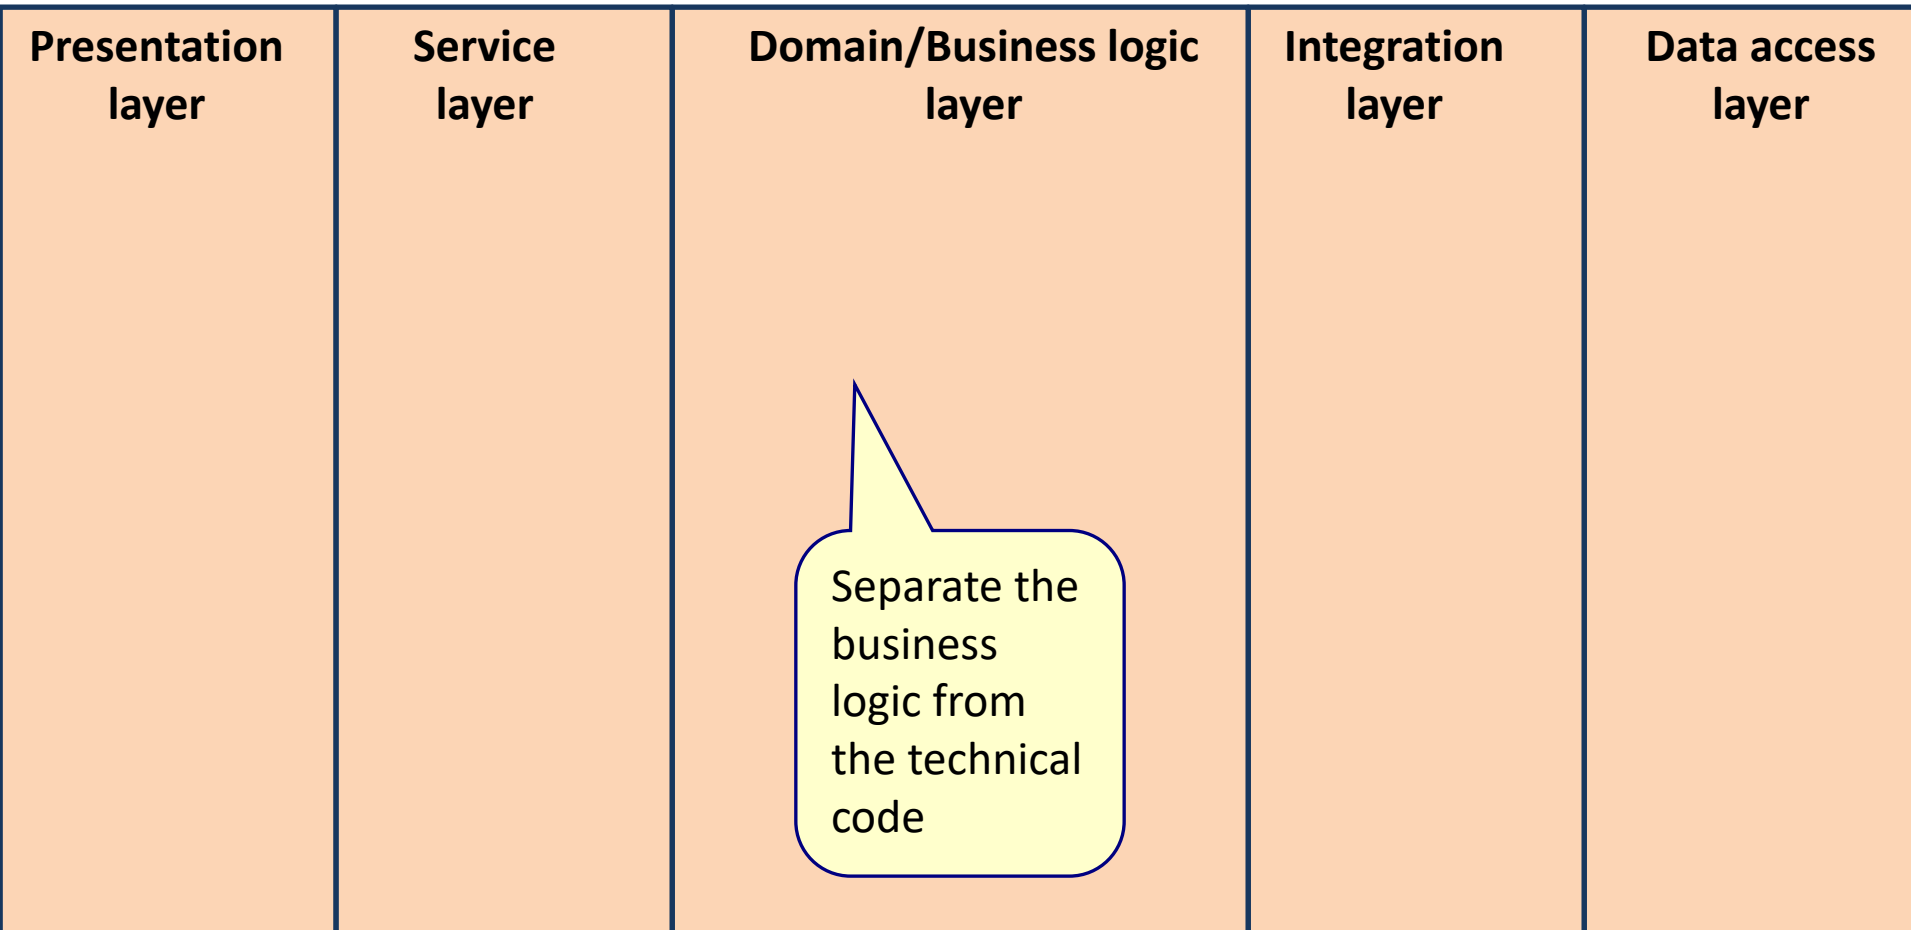 Presentation
layer
Service
layer
Domain/Business logic
layer
Integration
layer
Data access
layer
Separate the
business
logic from
the technical
code